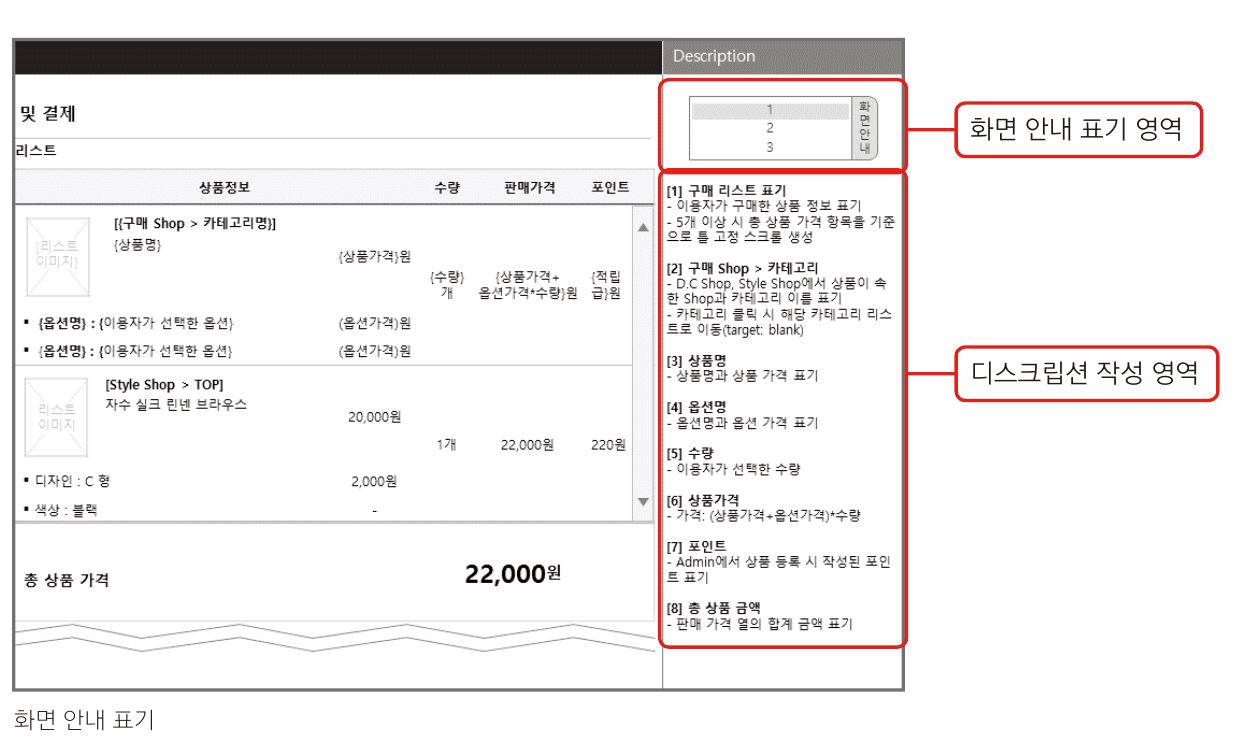 Description
및 결제
리스트
상품정보 수량 판매가격 포인트
[{구매 Shop > 카테고리명}]
{상품명}
{리스트
이미지}
{상품가격}원
{수량}
개
{상품가격+
옵션가격*수량}원
{적립
급}원
▪ {옵션명} : {이용자가 선택한 옵션} (옵션가격)원
▪ {옵션명} : {이용자가 선택한 옵션} (옵션가격)원
[Style Shop > TOP]
자수 실크 린넨 브라우스
리스트
이미지
20,000원
1개 22,000원 220원
▪ 디자인 : C 형 2,000원
▪ 색상 : 블랙 -
총 상품 가격 22,000원
1
2
3
화
면
안
내
[1] 구매 리스트 표기
- 이용자가 구매한 상품 정보 표기
- 5개 이상 시 총 상품 가격 항목을 기준
으로 틀 고정 스크롤 생성
[2] 구매 Shop > 카테고리
- D.C Shop, Style Shop에서 상품이 속
한 Shop과 카테고리 이름 표기
- 카테고리 클릭 시 해당 카테고리 리스
트로 이동(target: blank)
[3] 상품명
- 상품명과 상품 가격 표기
[4] 옵션명
- 옵션명과 옵션 가격 표기
[5] 수량
- 이용자가 선택한 수량
[6] 상품가격
- 가격: (상품가격+옵션가격)*수량
[7] 포인트
- Admin에서 상품 등록 시 작성된 포인
트 표기
[8] 총 상품 금액
- 판매 가격 열의 합계 금액 표기
화면 안내 표기 영역
디스크립션 작성 영역
화면 안내 표기